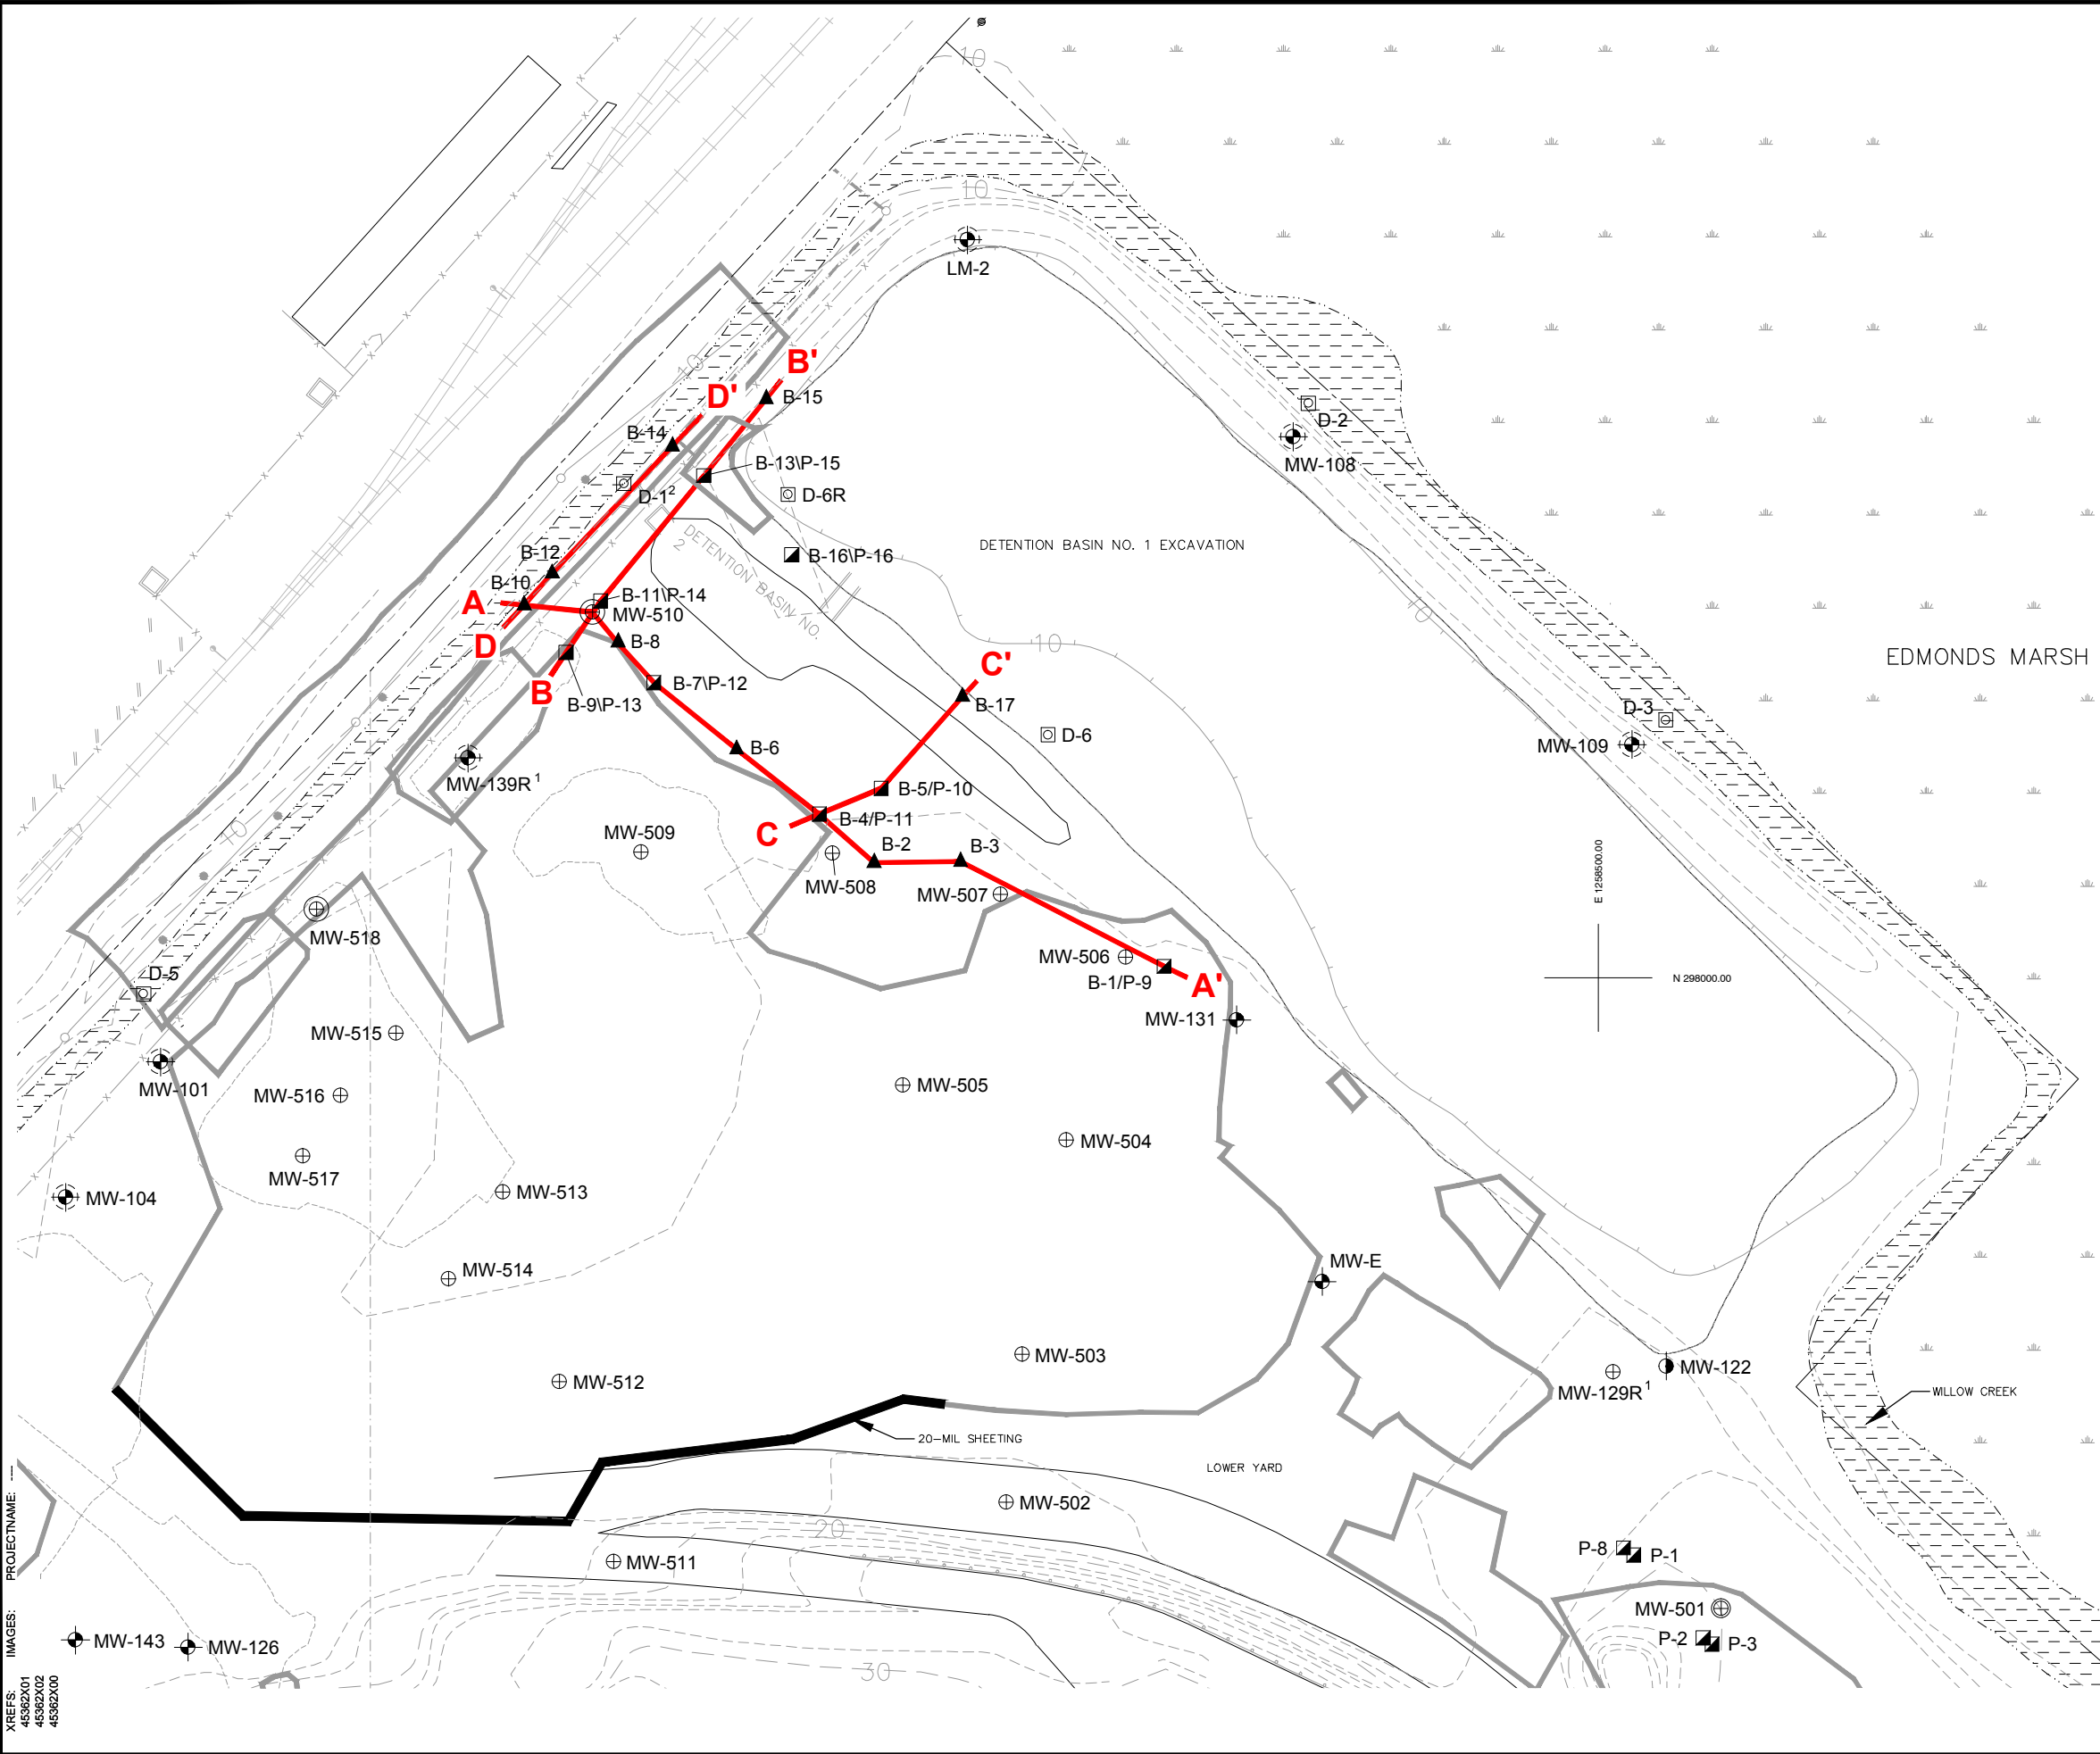 10
10
LM-2
B'
D'
B-15
10
D-2
B-14
MW-108
B-13\P-15
D-1²
D-6R
DETENTION BASIN NO. 1 EXCAVATION
DETENTION BASIN NO.
2
B-12
B-16\P-16
B-10
A
B-11\P-14
MW-510
10
10
D
B-8
EDMONDS MARSH
C'
B
B-7\P-12
B-9\P-13
B-17
D-3
D-6
MW-109
B-6
MW-139R¹
B-5/P-10
B-4/P-11
C
10
MW-509
B-2
B-3
E 1258500.00
MW-508
MW-507
MW-518
MW-506
D-5
B-1/P-9
A'
N 298000.00
MW-131
MW-515
MW-101
MW-516
MW-505
MW-504
MW-517
MW-513
MW-104
MW-E
MW-514
MW-503
MW-122
MW-512
MW-129R¹
WILLOW CREEK
20-MIL SHEETING
LOWER YARD
MW-502
20
MW-511
P-8
P-1
MW-501
P-2
P-3
MW-143
MW-126
30
XREFS: IMAGES: PROJECTNAME: ----
45362X01
45362X02
45362X00